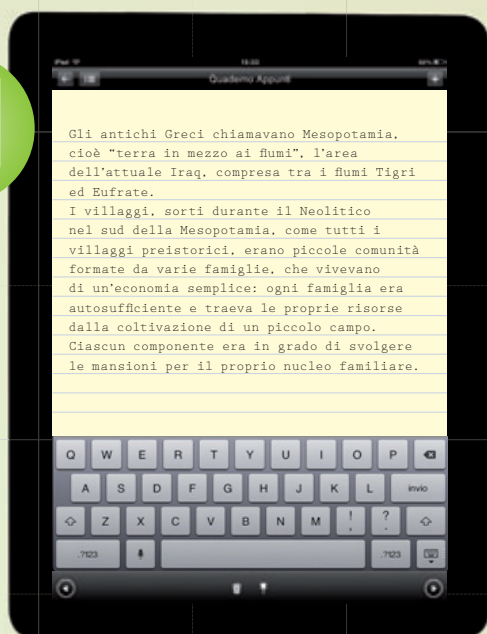 iPad
15:22
Quaderno Appunti
Gli antichi Greci chiamavano Mesopotamia,
cioè “terra in mezzo ai fiumi”, l’area
dell’attuale Iraq, compresa tra i fiumi Tigri
ed Eufrate.
I villaggi, sorti durante il Neolitico
nel sud della Mesopotamia, come tutti i
villaggi preistorici, erano piccole comunità
formate da varie famiglie, che vivevano
di un’economia semplice: ogni famiglia era
autosufficiente e traeva le proprie risorse
dalla coltivazione di un piccolo campo.
Ciascun componente era in grado di svolgere
le mansioni per il proprio nucleo familiare.
Q W E R T Y U I O P
A S D F G H J K L invio
Z X C V B N M ! , ? .
.?123 .?123